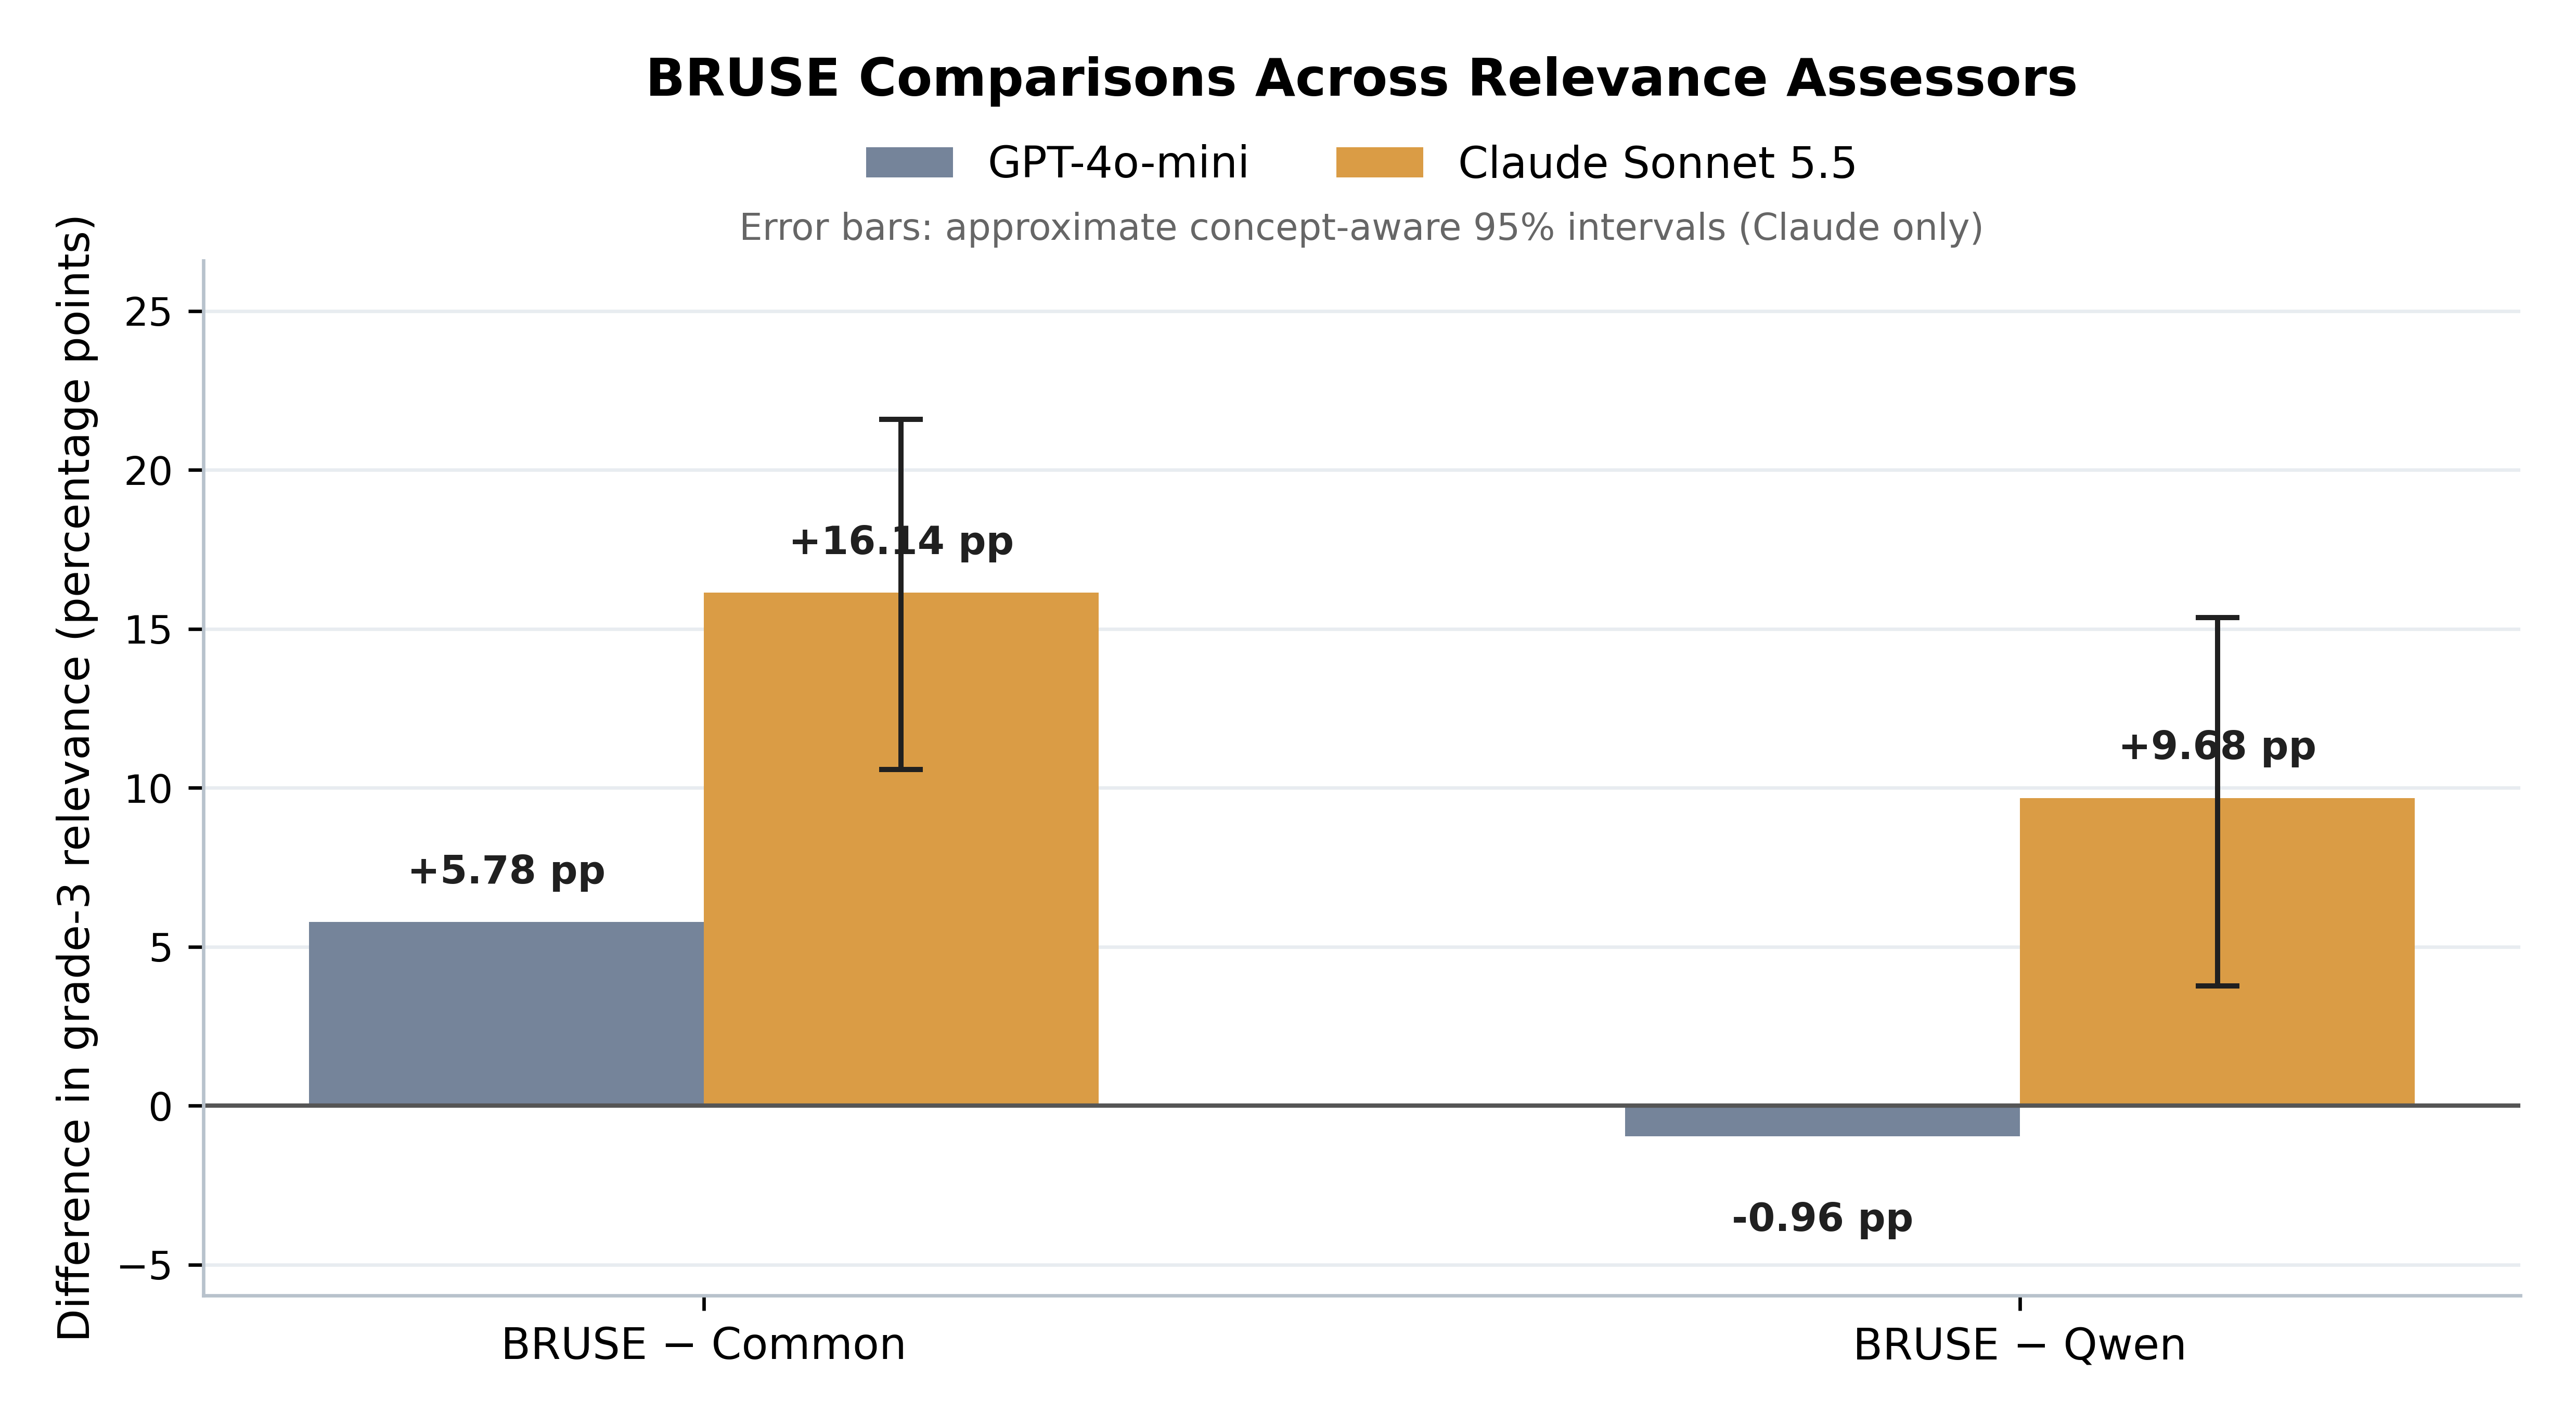 BRUSE Comparisons Across Relevance Assessors
GPT-4o-mini
Claude Sonnet 5.5
Error bars: approximate concept-aware 95% intervals (Claude only)
Difference in grade-3 relevance (percentage points)
25
20
15
10
5
0
−5
+5.78 pp
+16.14 pp
-0.96 pp
+9.68 pp
BRUSE − Common
BRUSE − Qwen